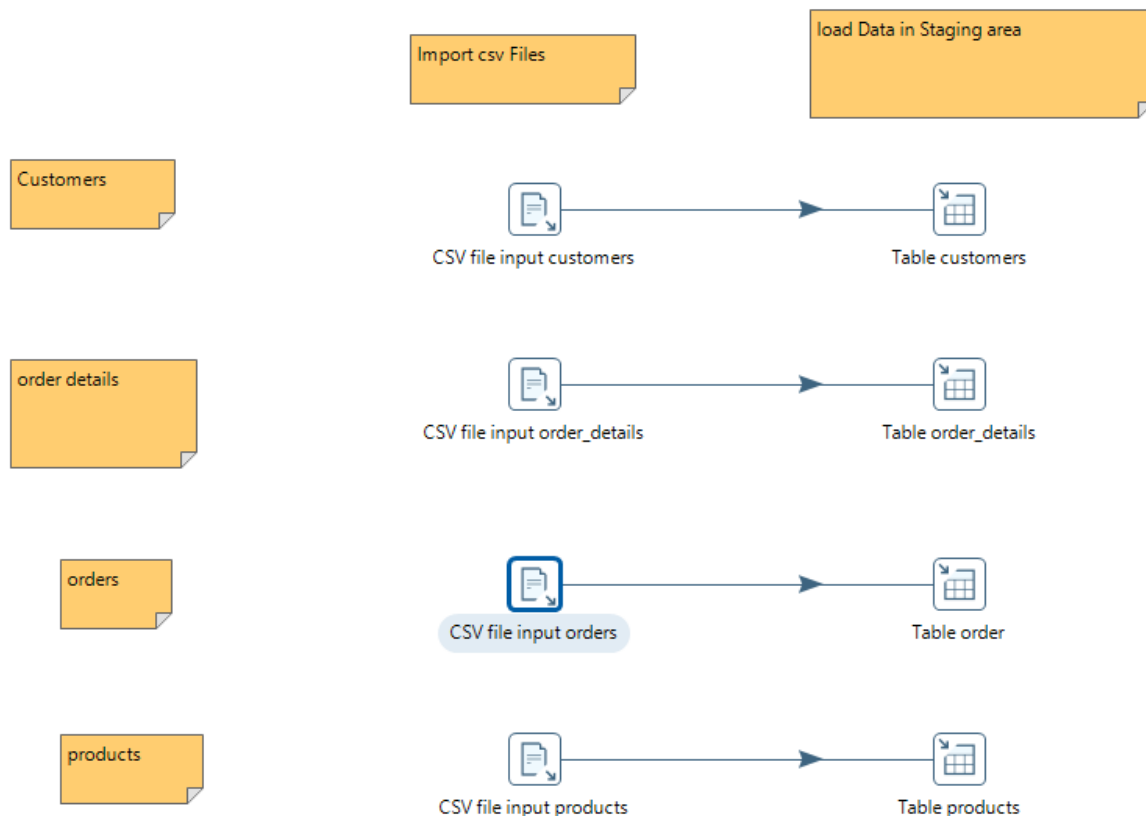 Import csv Files
load Data in Staging area
Customers
CSV file input customers
Table customers
order details
CSV file input order_details
Table order_details
orders
CSV file input orders
Table order
products
CSV file input products
Table products